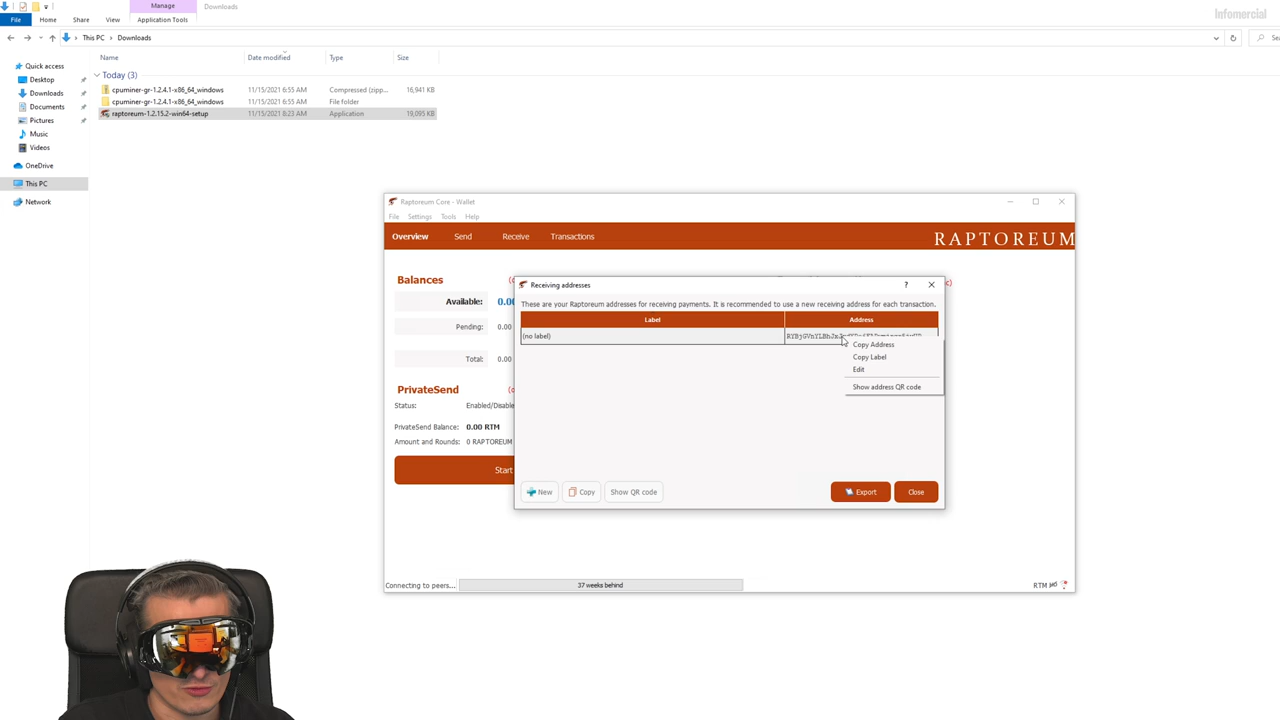 Manage
Downloads
File
Home
Share
View
Application Tools
Infomercial
This PC
Downloads
Name
Date modified
Type
Size
Quick access
Desktop
Downloads
Documents
Pictures
Music
Videos
OneDrive
This PC
Network
Today (3)
cpuminer-gr-1.2.4.1-x86_64_windows
11/15/2021 6:55 AM
Compressed (zipp...
16,941 KB
cpuminer-gr-1.2.4.1-x86_64_windows
11/15/2021 6:55 AM
File folder
raptoreum-1.2.15.2-win64-setup
11/15/2021 8:23 AM
Application
19,095 KB
Raptoreum Core - Wallet
File
Settings
Tools
Help
Overview
Send
Receive
Transactions
RAPTOREUM
Balances
Available:
0.00
Pending:
0.00
Total:
0.00
PrivateSend
Status:
Enabled/Disable
PrivateSend Balance:
0.00 RTM
Amount and Rounds:
0 RAPTOREUM
Start
Receiving addresses
?
These are your Raptoreum addresses for receiving payments. It is recommended to use a new receiving address for each transaction.
Label
Address
(no label)
Copy Address
Copy Label
Edit
Show address QR code
New
Copy
Show QR code
Export
Close
Connecting to peers...
37 weeks behind
RTM